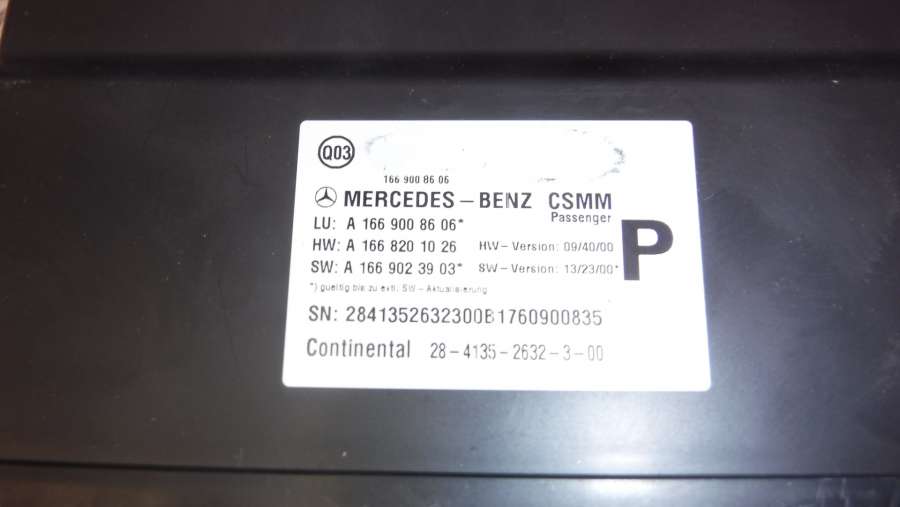 Q03
166 900 86 06
MERCEDES-BENZ CSMM
Passenger
P
LU: A 166 900 86 06*
HW: A 166 820 10 26 HW-Version: 09/40/00
SW: A 166 902 39 03* SW-Version: 13/23/00*
*) gueltig bis zu extl. SW-Aktualisierung
SN: 2841352632300B1760900835
Continental 28-4135-2632-3-00